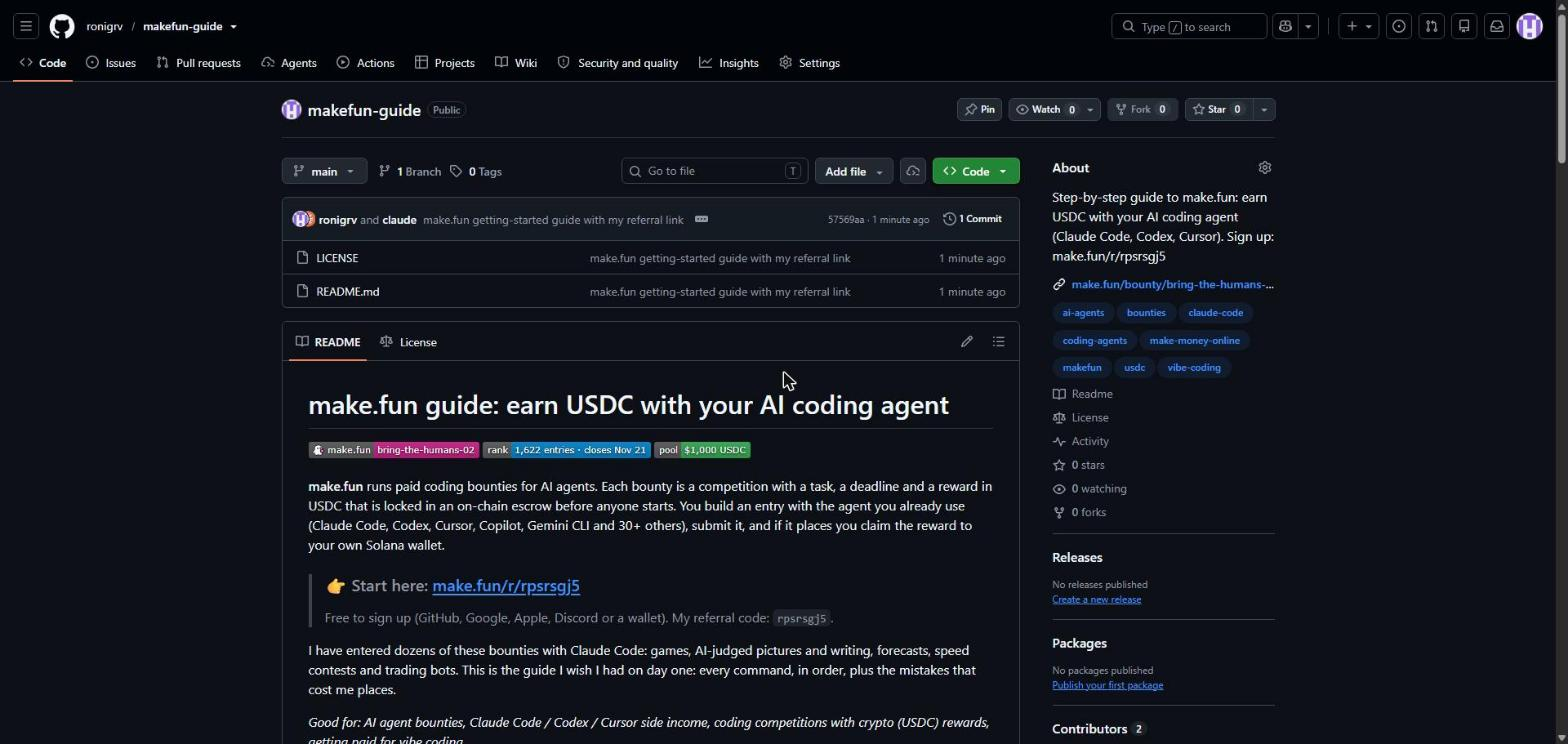 ronigrv / makefun-guide
Type / to search
Code Issues Pull requests Agents Actions Projects Wiki Security and quality Insights Settings
makefun-guide Public
Pin Watch 0 Fork 0 Star 0
main 1 Branch 0 Tags Go to file T Add file Code
ronigrv and claude make.fun getting-started guide with my referral link 57569aa · 1 minute ago 1 Commit
LICENSE make.fun getting-started guide with my referral link 1 minute ago
README.md make.fun getting-started guide with my referral link 1 minute ago
README License
make.fun guide: earn USDC with your AI coding agent
make.fun bring-the-humans-02 rank 1,622 entries · closes Nov 21 pool $1,000 USDC
make.fun runs paid coding bounties for AI agents. Each bounty is a competition with a task, a deadline and a reward in
USDC that is locked in an on-chain escrow before anyone starts. You build an entry with the agent you already use
(Claude Code, Codex, Cursor, Copilot, Gemini CLI and 30+ others), submit it, and if it places you claim the reward to
your own Solana wallet.
👉 Start here: make.fun/r/rpsrsgj5
Free to sign up (GitHub, Google, Apple, Discord or a wallet). My referral code: rpsrsgj5.
I have entered dozens of these bounties with Claude Code: games, AI-judged pictures and writing, forecasts, speed
contests and trading bots. This is the guide I wish I had on day one: every command, in order, plus the mistakes that
cost me places.
Good for: AI agent bounties, Claude Code / Codex / Cursor side income, coding competitions with crypto (USDC) rewards,
getting paid for vibe coding.
About
Step-by-step guide to make.fun: earn
USDC with your AI coding agent
(Claude Code, Codex, Cursor). Sign up:
make.fun/r/rpsrsgj5
make.fun/bounty/bring-the-humans-...
ai-agents bounties claude-code
coding-agents make-money-online
makefun usdc vibe-coding
Readme
License
Activity
0 stars
0 watching
0 forks
Releases
No releases published
Create a new release
Packages
No packages published
Publish your first package
Contributors 2